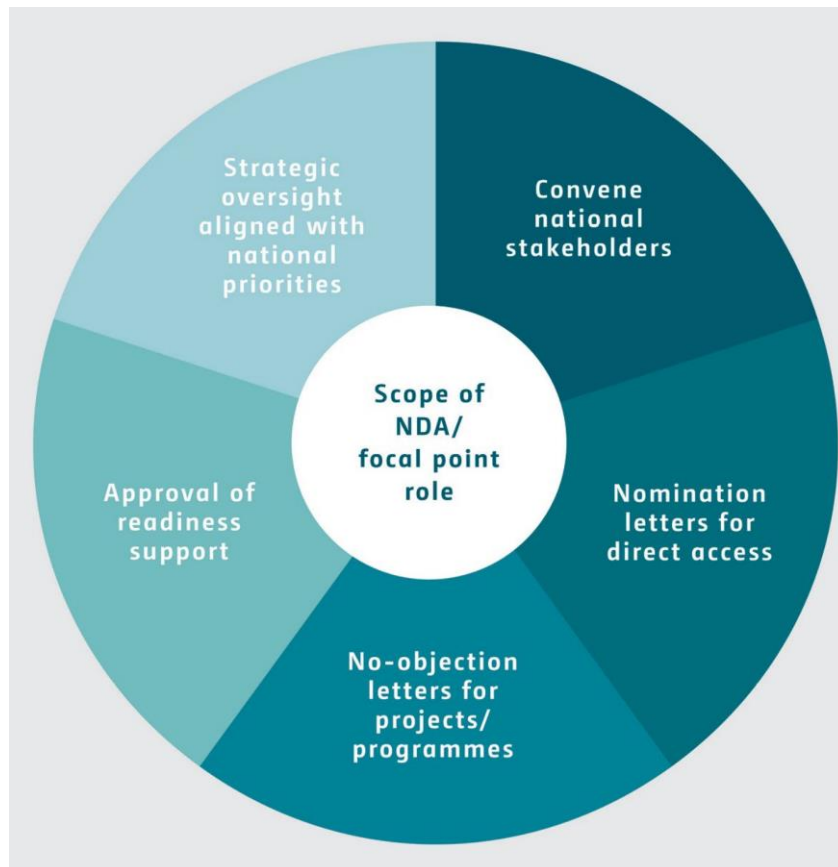 Strategic
oversight
aligned with
national
priorities
Convene
national
stakeholders
Scope of
NDA/
focal point
role
Approval of
readiness
support
Nomination
letters for
direct access
No-objection
letters for
projects/
programmes